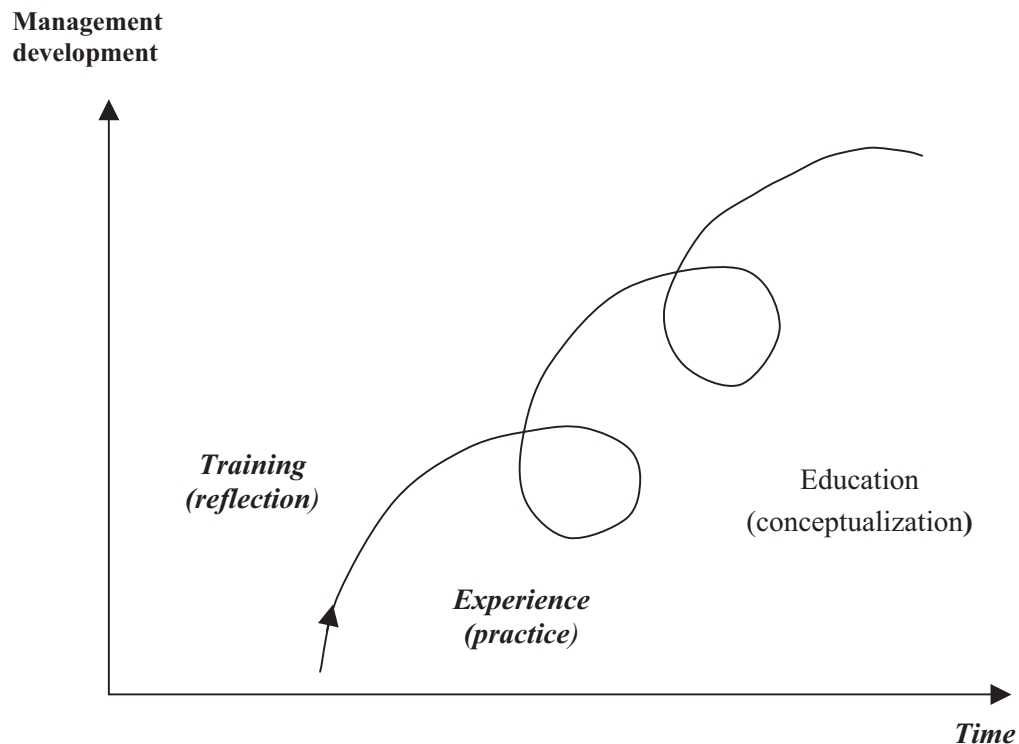 Management
development
Training
(reflection)
Education
(conceptualization)
Experience
(practice)
Time